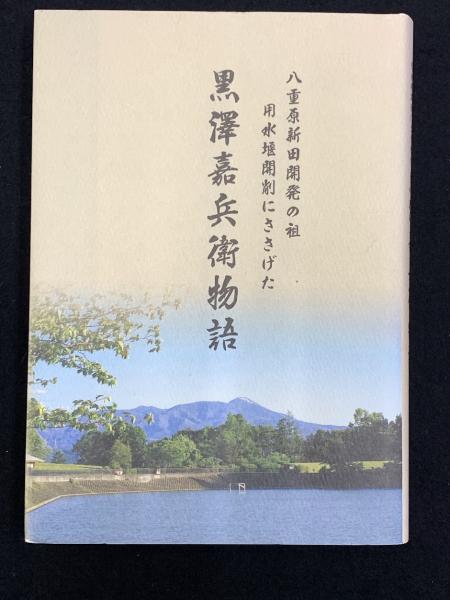 八重原新田開発の祖
用水堰開削にささげた
黒澤嘉兵衛物語